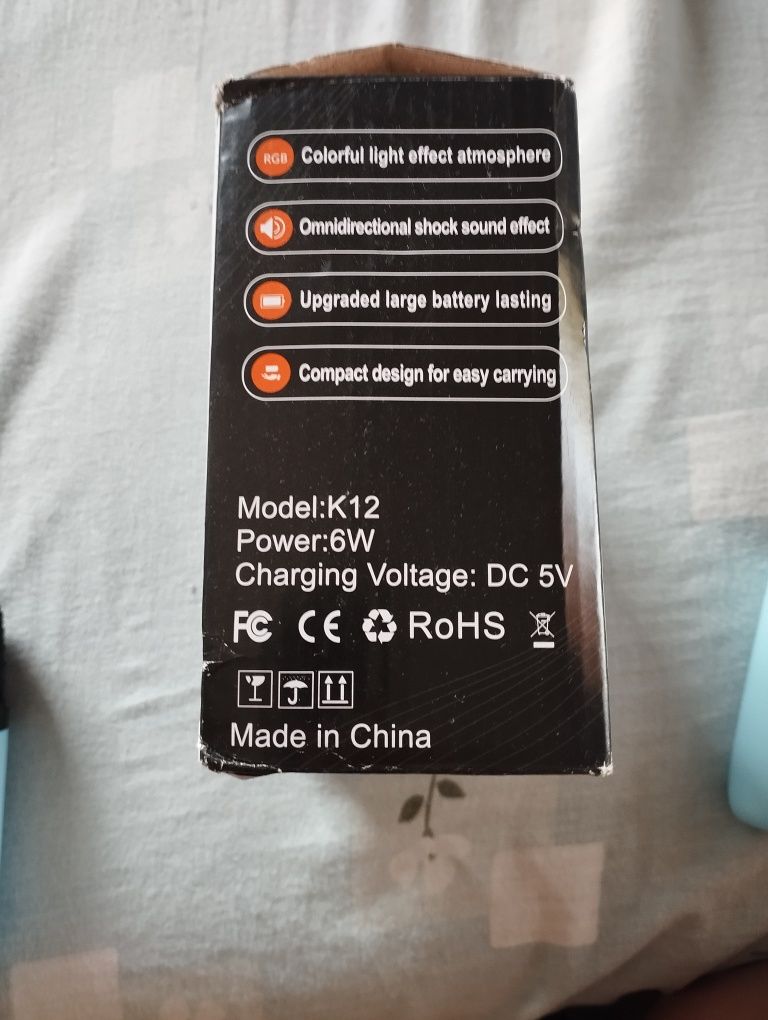 RGB Colorful light effect atmosphere
Omnidirectional shock sound effect
Upgraded large battery lasting
Compact design for easy carrying
Model:K12
Power:6W
Charging Voltage: DC 5V
FC CE RoHS
Made in China